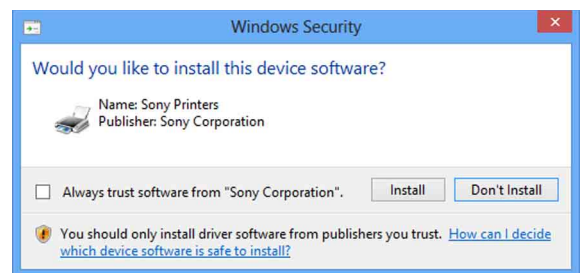 Windows Security
Would you like to install this device software?
Name: Sony Printers
Publisher: Sony Corporation
Always trust software from "Sony Corporation".
Install
Don't Install
You should only install driver software from publishers you trust. How can I decide
which device software is safe to install?